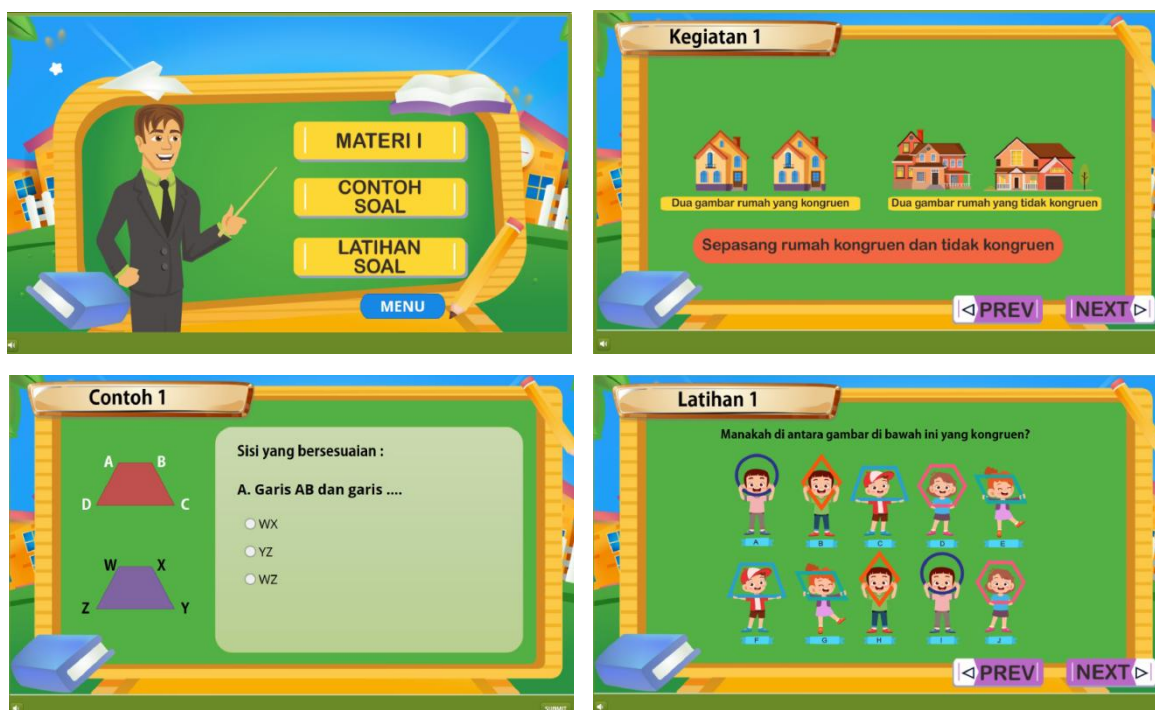 MATERI I
CONTOH
SOAL
LATIHAN
SOAL
MENU
Kegiatan 1
Dua gambar rumah yang kongruen
Dua gambar rumah yang tidak kongruen
Sepasang rumah kongruen dan tidak kongruen
PREV
NEXT
Contoh 1
A
B
D
C
W
X
Z
Y
Sisi yang bersesuaian :
A. Garis AB dan garis ....
WX
YZ
WZ
SUBMIT
Latihan 1
Manakah di antara gambar di bawah ini yang kongruen?
A
B
C
D
E
F
G
H
I
J
PREV
NEXT